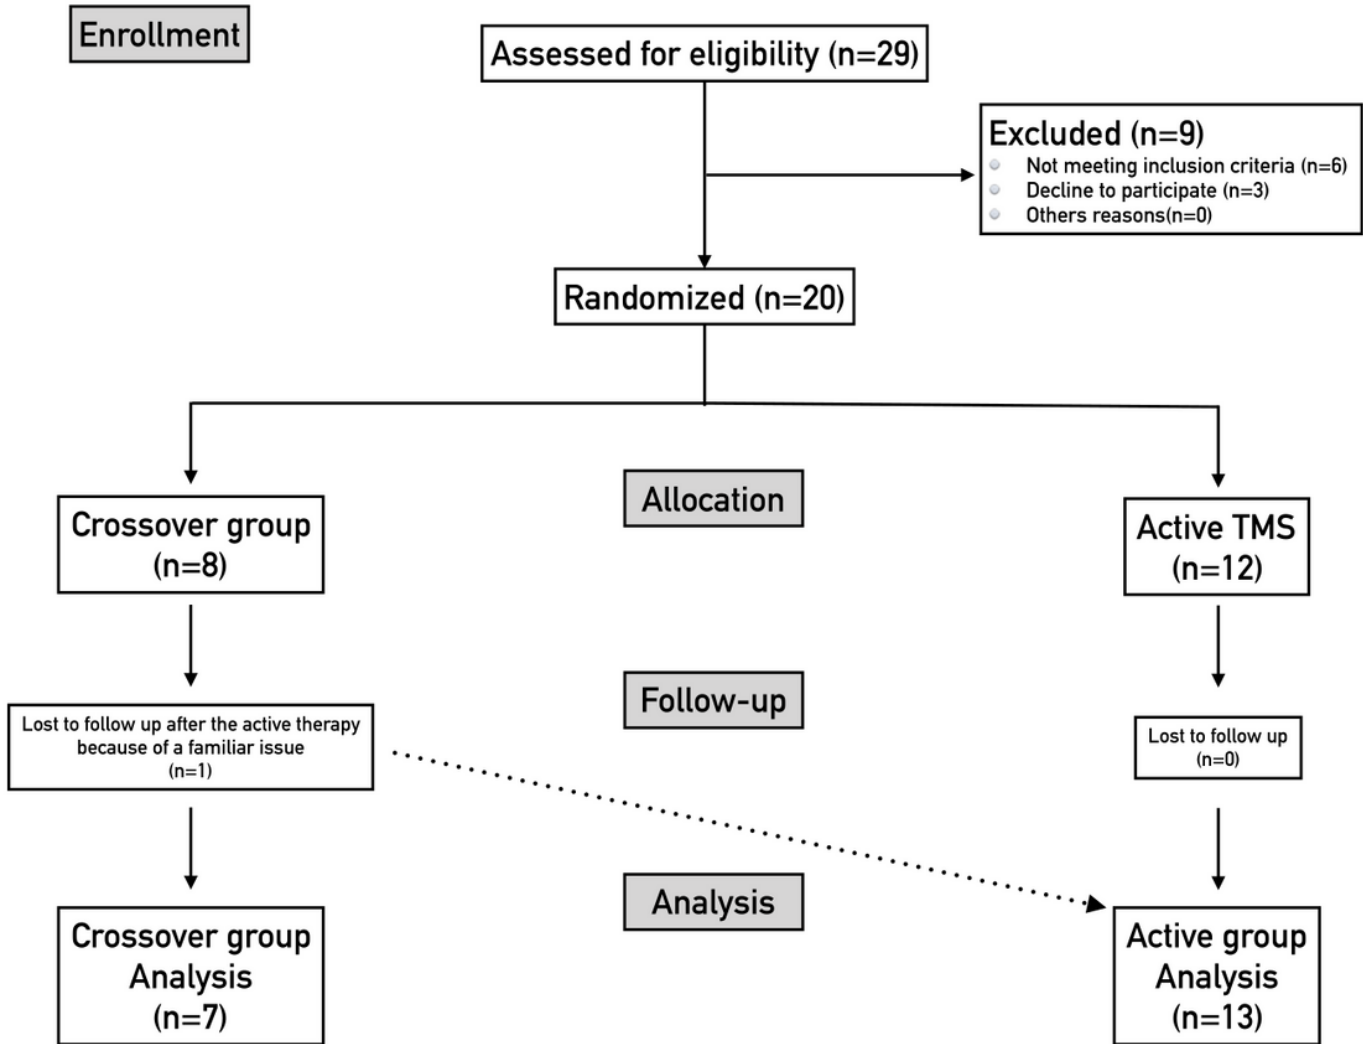 Enrollment
Assessed for eligibility (n=29)
Excluded (n=9)
Not meeting inclusion criteria (n=6)
Decline to participate (n=3)
Others reasons(n=0)
Randomized (n=20)
Allocation
Crossover group
(n=8)
Active TMS
(n=12)
Follow-up
Lost to follow up after the active therapy
because of a familiar issue
(n=1)
Lost to follow up
(n=0)
Analysis
Crossover group
Analysis
(n=7)
Active group
Analysis
(n=13)